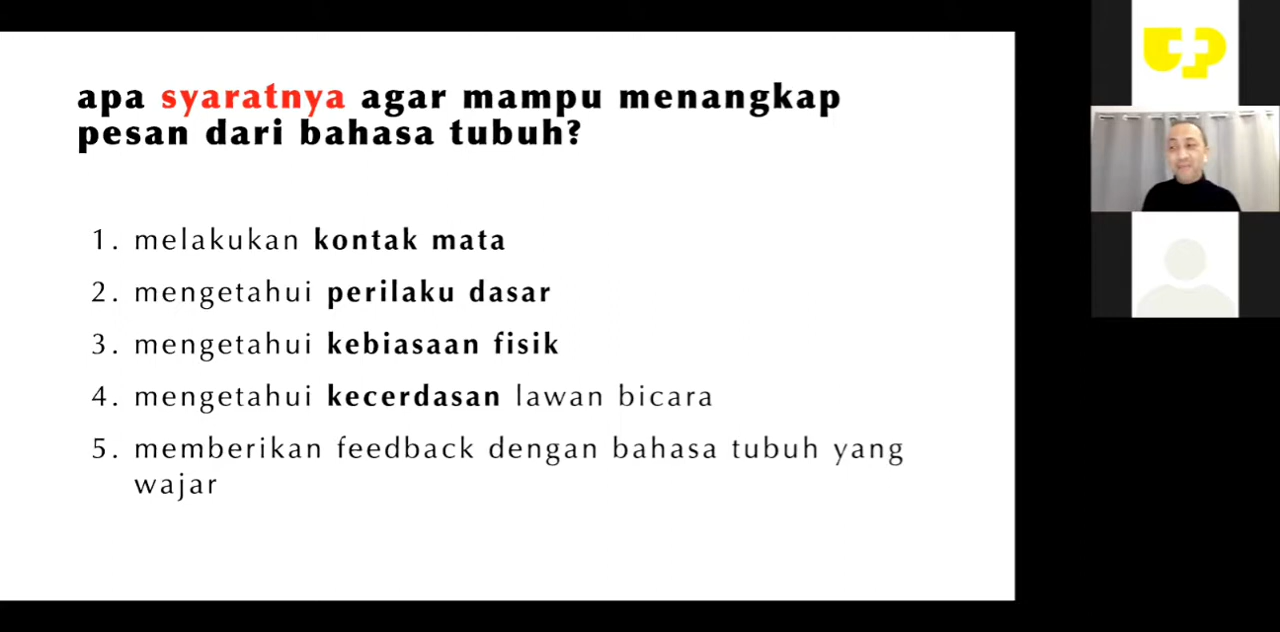 apa syaratnya agar mampu menangkap
pesan dari bahasa tubuh?
1. melakukan kontak mata
2. mengetahui perilaku dasar
3. mengetahui kebiasaan fisik
4. mengetahui kecerdasan lawan bicara
5. memberikan feedback dengan bahasa tubuh yang
wajar